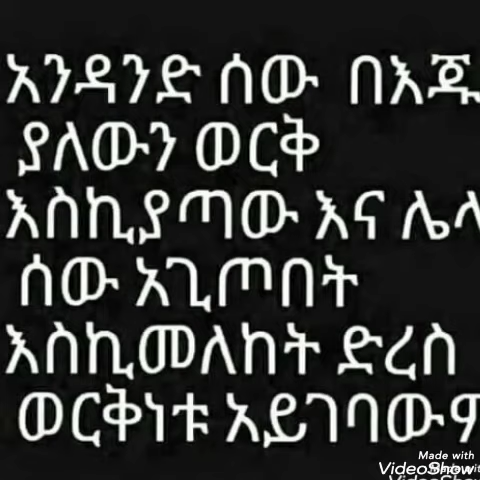 አንዳንድ ሰው በእጁ
ያለውን ወርቅ
እስኪያጣው እና ሌላ
ሰው አጊጦበት
እስኪመለከት ድረስ
ወርቅነቱ አይገባውም
Made with
VideoShow